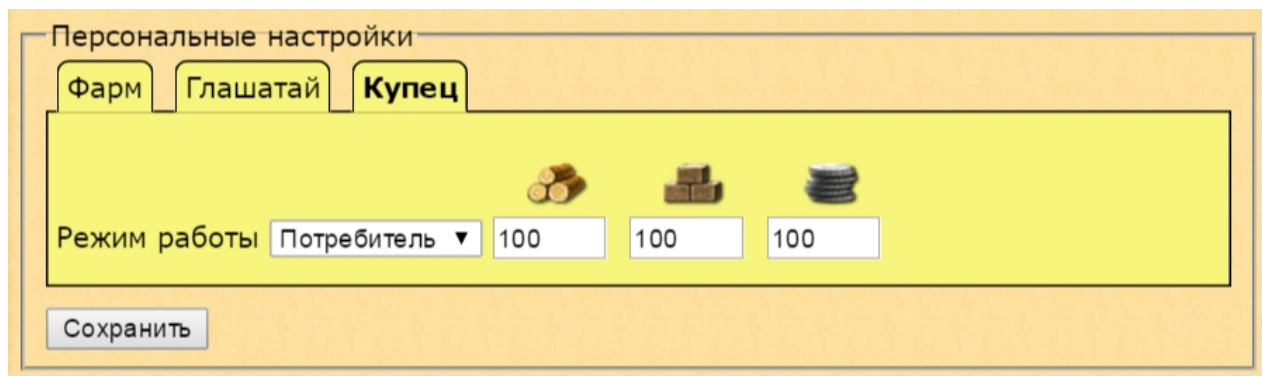 Персональные настройки
Фарм Глашатай Купец
Режим работы Потребитель 100 100 100
Сохранить